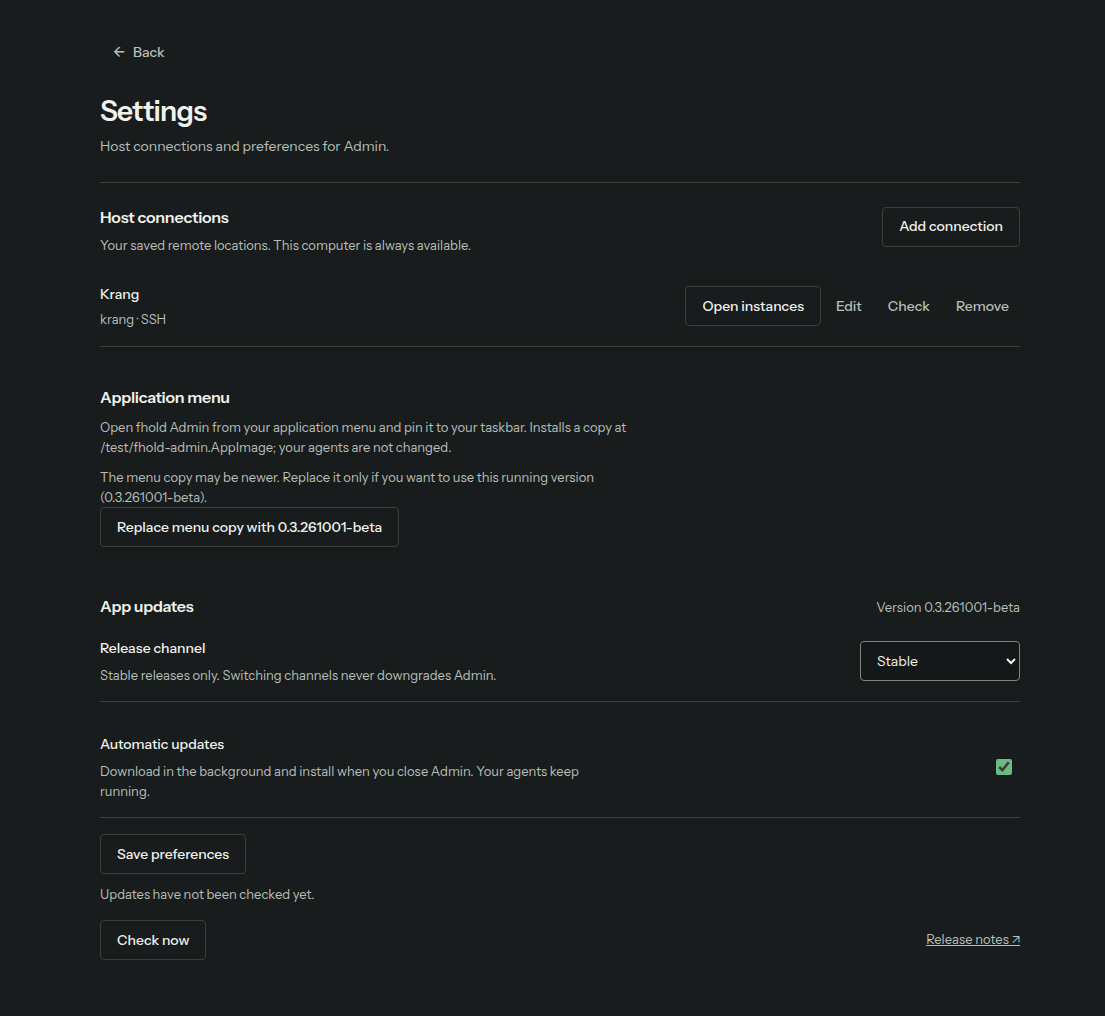 ← Back
Settings
Host connections and preferences for Admin.
Host connections
Your saved remote locations. This computer is always available.
Add connection
Krang
krang · SSH
Open instances
Edit
Check
Remove
Application menu
Open fhold Admin from your application menu and pin it to your taskbar. Installs a copy at
/test/fhold-admin.AppImage; your agents are not changed.
The menu copy may be newer. Replace it only if you want to use this running version
(0.3.261001-beta).
Replace menu copy with 0.3.261001-beta
App updates
Version 0.3.261001-beta
Release channel
Stable releases only. Switching channels never downgrades Admin.
Stable
Automatic updates
Download in the background and install when you close Admin. Your agents keep
running.
Save preferences
Updates have not been checked yet.
Check now
Release notes ↗